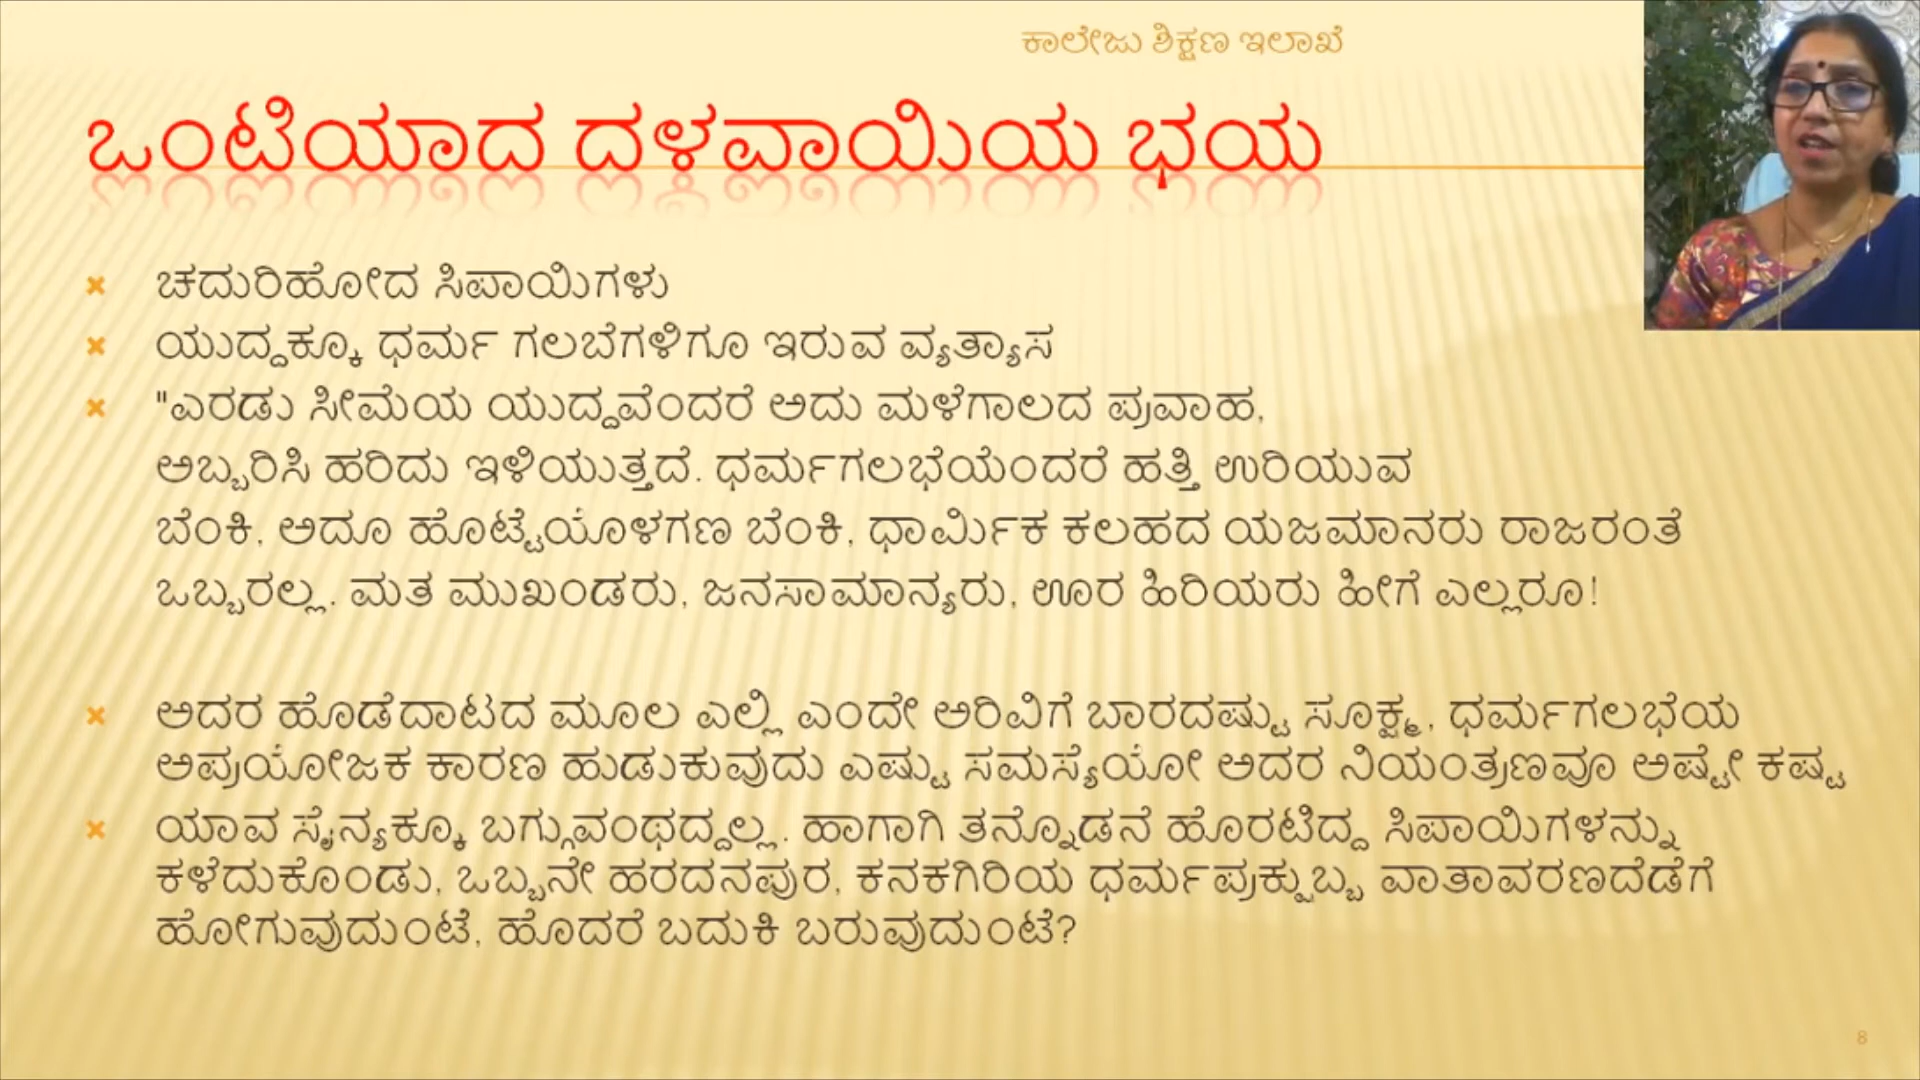 ಕಾಲೇಜು ಶಿಕ್ಷಣ ಇಲಾಖೆ
ಒಂಟಿಯಾದ ದಳವಾಯಿಯ ಭಯ
ಚದುರಿಹೋದ ಸಿಪಾಯಿಗಳು
ಯುದ್ದಕ್ಕೂ ಧರ್ಮ ಗಲಬೆಗಳಿಗೂ ಇರುವ ವ್ಯತ್ಯಾಸ
"ಎರಡು ಸೀಮೆಯ ಯುದ್ದವೆಂದರೆ ಅದು ಮಳೆಗಾಲದ ಪ್ರವಾಹ,
ಅಬ್ಬರಿಸಿ ಹರಿದು ಇಳಿಯುತ್ತದೆ. ಧರ್ಮಗಲಭೆಯೆಂದರೆ ಹತ್ತಿ ಉರಿಯುವ
ಬೆಂಕಿ, ಅದೂ ಹೊಟ್ಟೆಯೊಳಗಣ ಬೆಂಕಿ, ಧಾರ್ಮಿಕ ಕಲಹದ ಯಜಮಾನರು ರಾಜರಂತೆ
ಒಬ್ಬರಲ್ಲ. ಮತ ಮುಖಂಡರು, ಜನಸಾಮಾನ್ಯರು, ಊರ ಹಿರಿಯರು ಹೀಗೆ ಎಲ್ಲರೂ!
ಅದರ ಹೊಡೆದಾಟದ ಮೂಲ ಎಲ್ಲಿ ಎಂದೇ ಅರಿವಿಗೆ ಬಾರದಷ್ಟು ಸೂಕ್ಷ್ಮ, ಧರ್ಮಗಲಭೆಯ
ಅಪ್ರಯೋಜಕ ಕಾರಣ ಹುಡುಕುವುದು ಎಷ್ಟು ಸಮಸ್ಯೆಯೋ ಅದರ ನಿಯಂತ್ರಣವೂ ಅಷ್ಟೇ ಕಷ್ಟ
ಯಾವ ಸೈನ್ಯಕ್ಕೂ ಬಗ್ಗುವಂಥದ್ದಲ್ಲ. ಹಾಗಾಗಿ ತನ್ನೊಡನೆ ಹೊರಟಿದ್ದ ಸಿಪಾಯಿಗಳನ್ನು
ಕಳೆದುಕೊಂಡು, ಒಬ್ಬನೇ ಹರದನಪುರ, ಕನಕಗಿರಿಯ ಧರ್ಮಪ್ರಕ್ಷುಬ್ಬ ವಾತಾವರಣದೆಡೆಗೆ
ಹೋಗುವುದುಂಟೆ, ಹೊದರೆ ಬದುಕಿ ಬರುವುದುಂಟೆ?
8